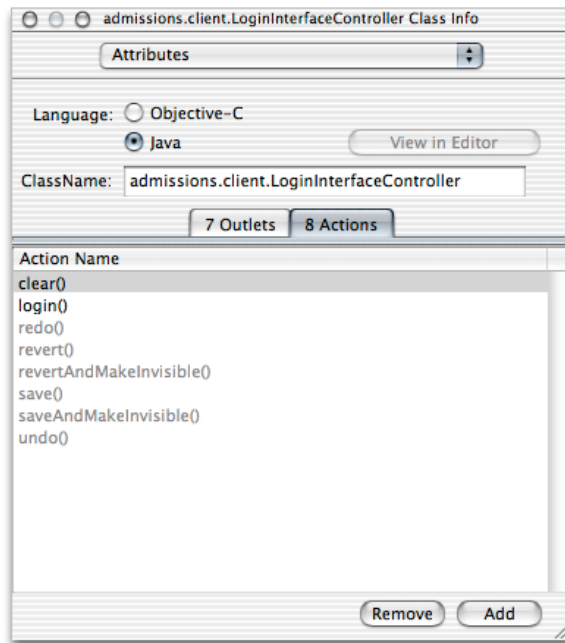 admissions.client.LoginInterfaceController Class Info
Attributes
Language: Objective-C
Java View in Editor
ClassName: admissions.client.LoginInterfaceController
7 Outlets 8 Actions
Action Name
clear()
login()
redo()
revert()
revertAndMakeInvisible()
save()
saveAndMakeInvisible()
undo()
Remove Add